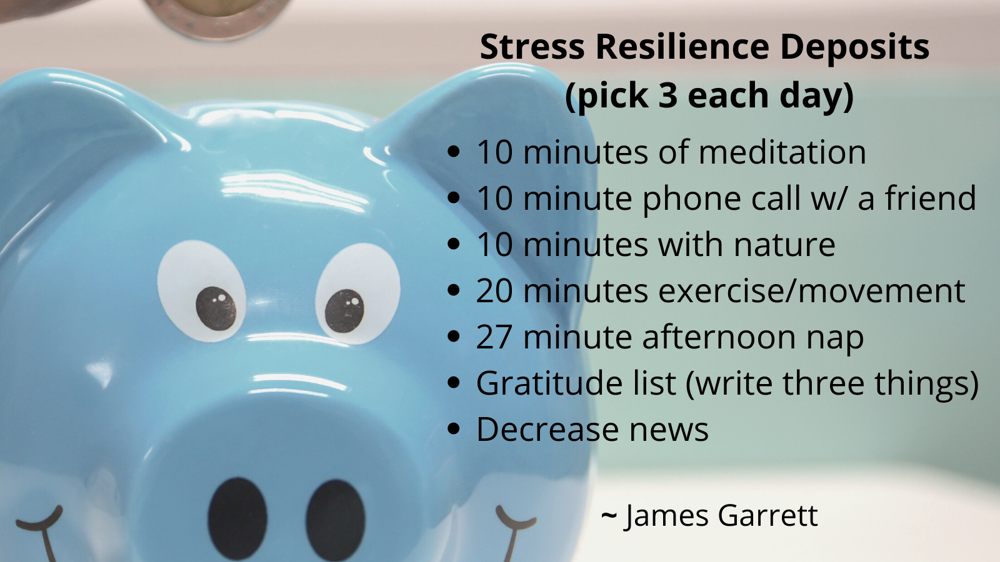 Stress Resilience Deposits
(pick 3 each day)
• 10 minutes of meditation
• 10 minute phone call w/ a friend
• 10 minutes with nature
• 20 minutes exercise/movement
• 27 minute afternoon nap
• Gratitude list (write three things)
• Decrease news
~ James Garrett